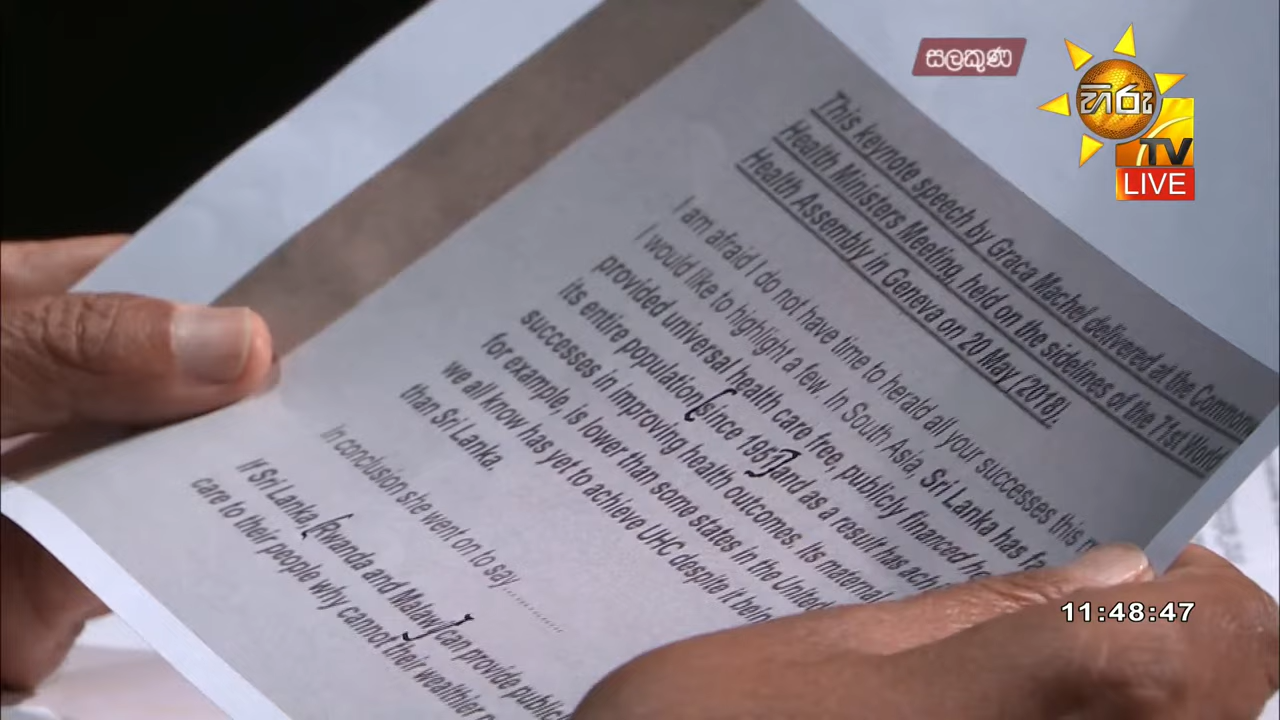 සලකුණ
හිරු
TV
LIVE
This keynote speech by Graca Machel delivered at the
Health Ministers Meeting, held on the sidelines of the 71st World
Health Assembly in Geneva on 20 May (2018).
I am afraid I do not have time to herald all your successes this
I would like to highlight a few. In South Asia, Sri Lanka has
provided universal health care free, publicly financed
its entire population (since 1967) and as a result has
successes in improving health outcomes. Its maternal
for example, is lower than some states in the United
we all know has yet to achieve UHC despite it
than Sri Lanka.
In conclusion she went on to say............
If Sri Lanka (Rwanda and Malawi) can provide
care to their people why cannot their wealthier
11:48:47